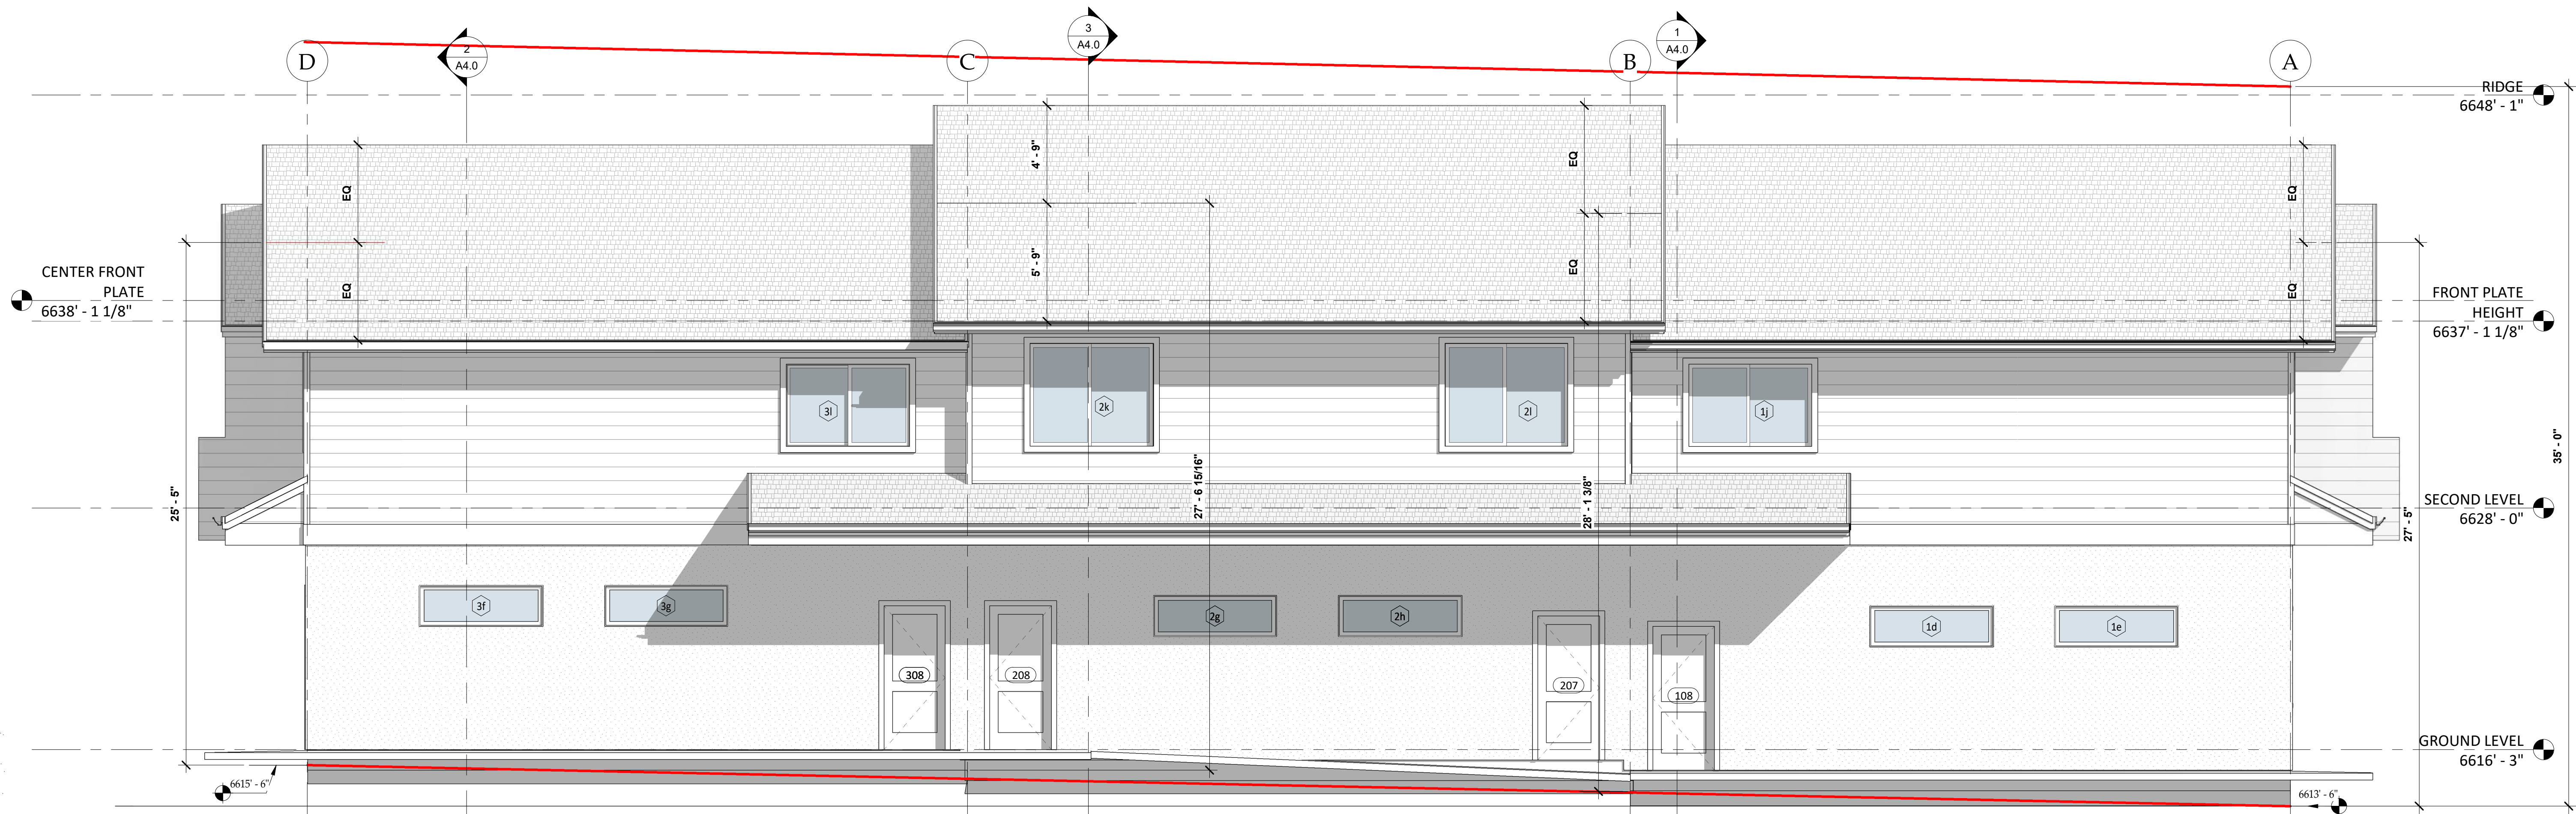 D
2
A4.0
C
3
A4.0
B
1
A4.0
A
RIDGE
6648' - 1"
4' - 9"
EQ
EQ
EQ
5' - 9"
EQ
EQ
EQ
CENTER FRONT
PLATE
6638' - 1 1/8"
FRONT PLATE
HEIGHT
6637' - 1 1/8"
3l
2k
2l
1j
35' - 0"
25' - 5"
27' - 6 15/16"
28' - 1 3/8"
27' - 5"
SECOND LEVEL
6628' - 0"
3f
3g
2g
2h
1d
1e
308
208
207
108
GROUND LEVEL
6616' - 3"
6615' - 6"
6613' - 6"